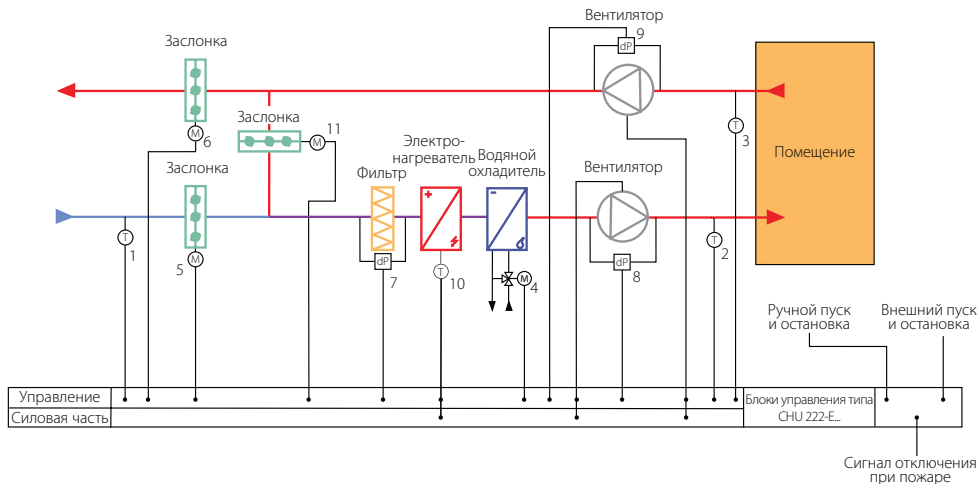 Вентилятор
9
dP
Заслонка
M
6
Заслонка
M
11
T
3
Помещение
Электро-
нагреватель
Водяной
охладитель
Фильтр
Заслонка
Вентилятор
T
1
M
5
dP
7
T
10
M
4
dP
8
T
2
Ручной пуск
и остановка
Внешний пуск
и остановка
Управление
Силовая часть
Блоки управления типа
CHU 222-E...
Сигнал отключения
при пожаре